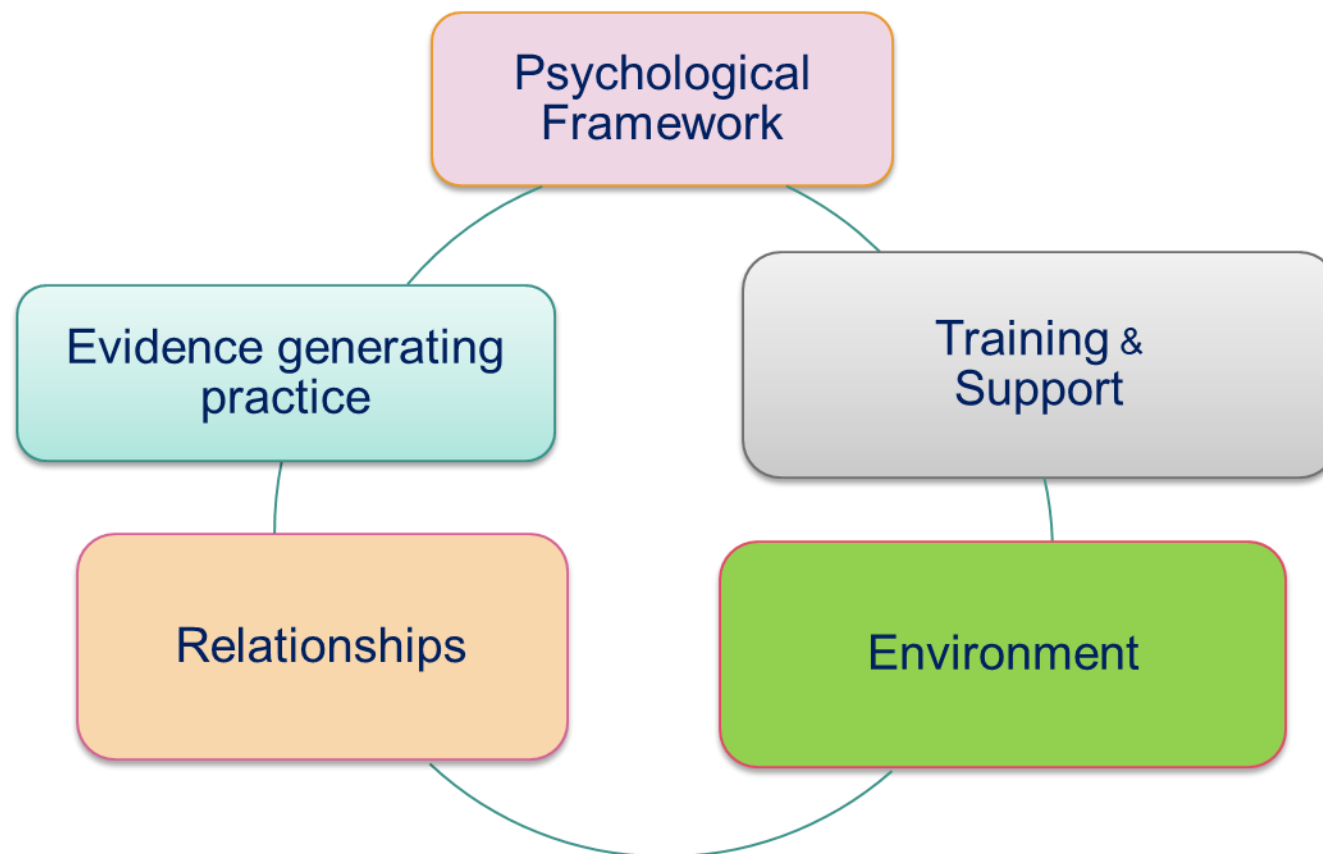 Psychological
Framework
Evidence generating
practice
Training &
Support
Relationships
Environment